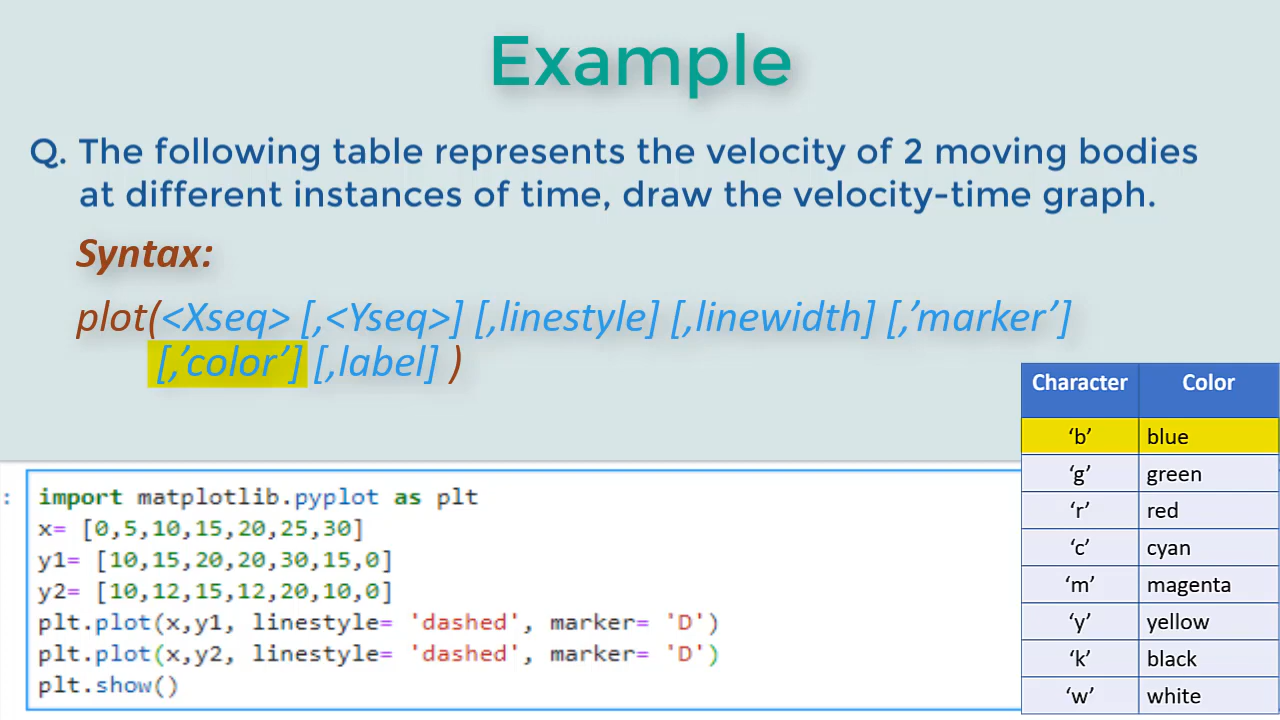 Example
Q. The following table represents the velocity of 2 moving bodies
at different instances of time, draw the velocity-time graph.
Syntax:
plot(<Xseq> [,<Yseq>] [,linestyle] [,linewidth] [,’marker’]
[,’color’] [,label] )
Character Color
‘b’ blue
‘g’ green
‘r’ red
‘c’ cyan
‘m’ magenta
‘y’ yellow
‘k’ black
‘w’ white
: import matplotlib.pyplot as plt
x= [0,5,10,15,20,25,30]
y1= [10,15,20,20,30,15,0]
y2= [10,12,15,12,20,10,0]
plt.plot(x,y1, linestyle= 'dashed', marker= 'D')
plt.plot(x,y2, linestyle= 'dashed', marker= 'D')
plt.show()